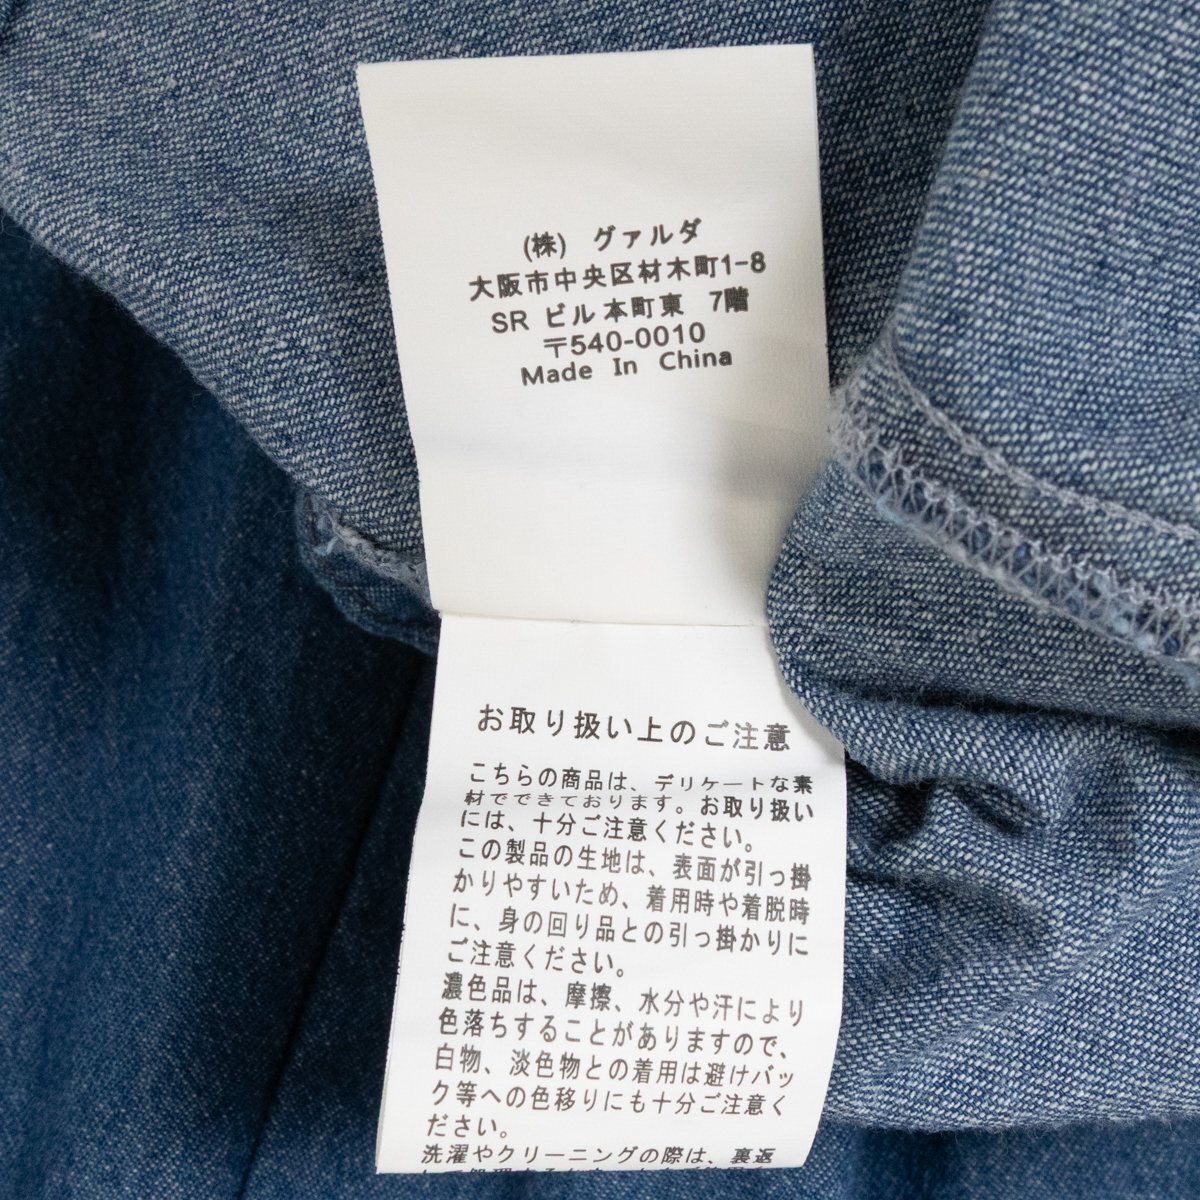 (株) グァルダ
大阪市中央区材木町1-8
SR ビル本町東 7階
〒540-0010
Made In China
お取り扱い上のご注意
こちらの商品は、デリケートな素
材でできております。お取り扱い
には、十分ご注意ください。
この製品の生地は、表面が引っ掛
かりやすいため、着用時や着脱時
に、身の回り品との引っ掛かりに
ご注意ください。
濃色品は、摩擦、水分や汗により
色落ちすることがありますので、
白物、淡色物との着用は避けバッ
ク等への色移りにも十分ご注意く
ださい。
洗濯やクリーニングの際は、裏返